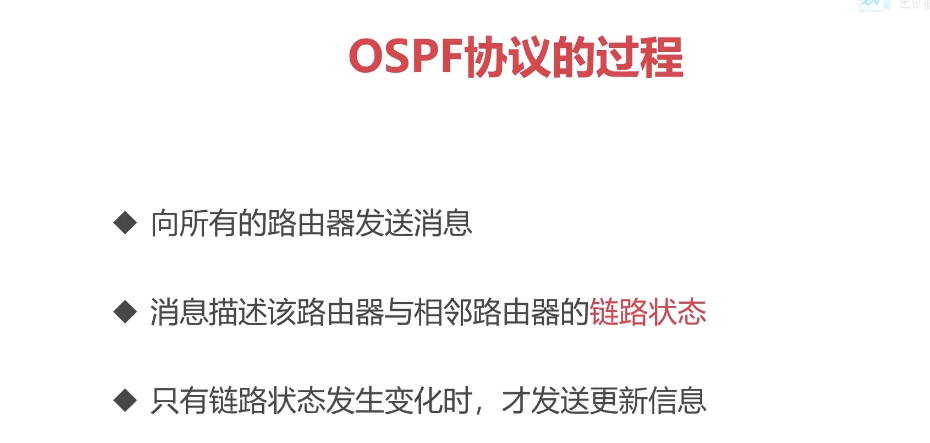 OSPF协议的过程
向所有的路由器发送消息
消息描述该路由器与相邻路由器的链路状态
只有链路状态发生变化时，才发送更新信息